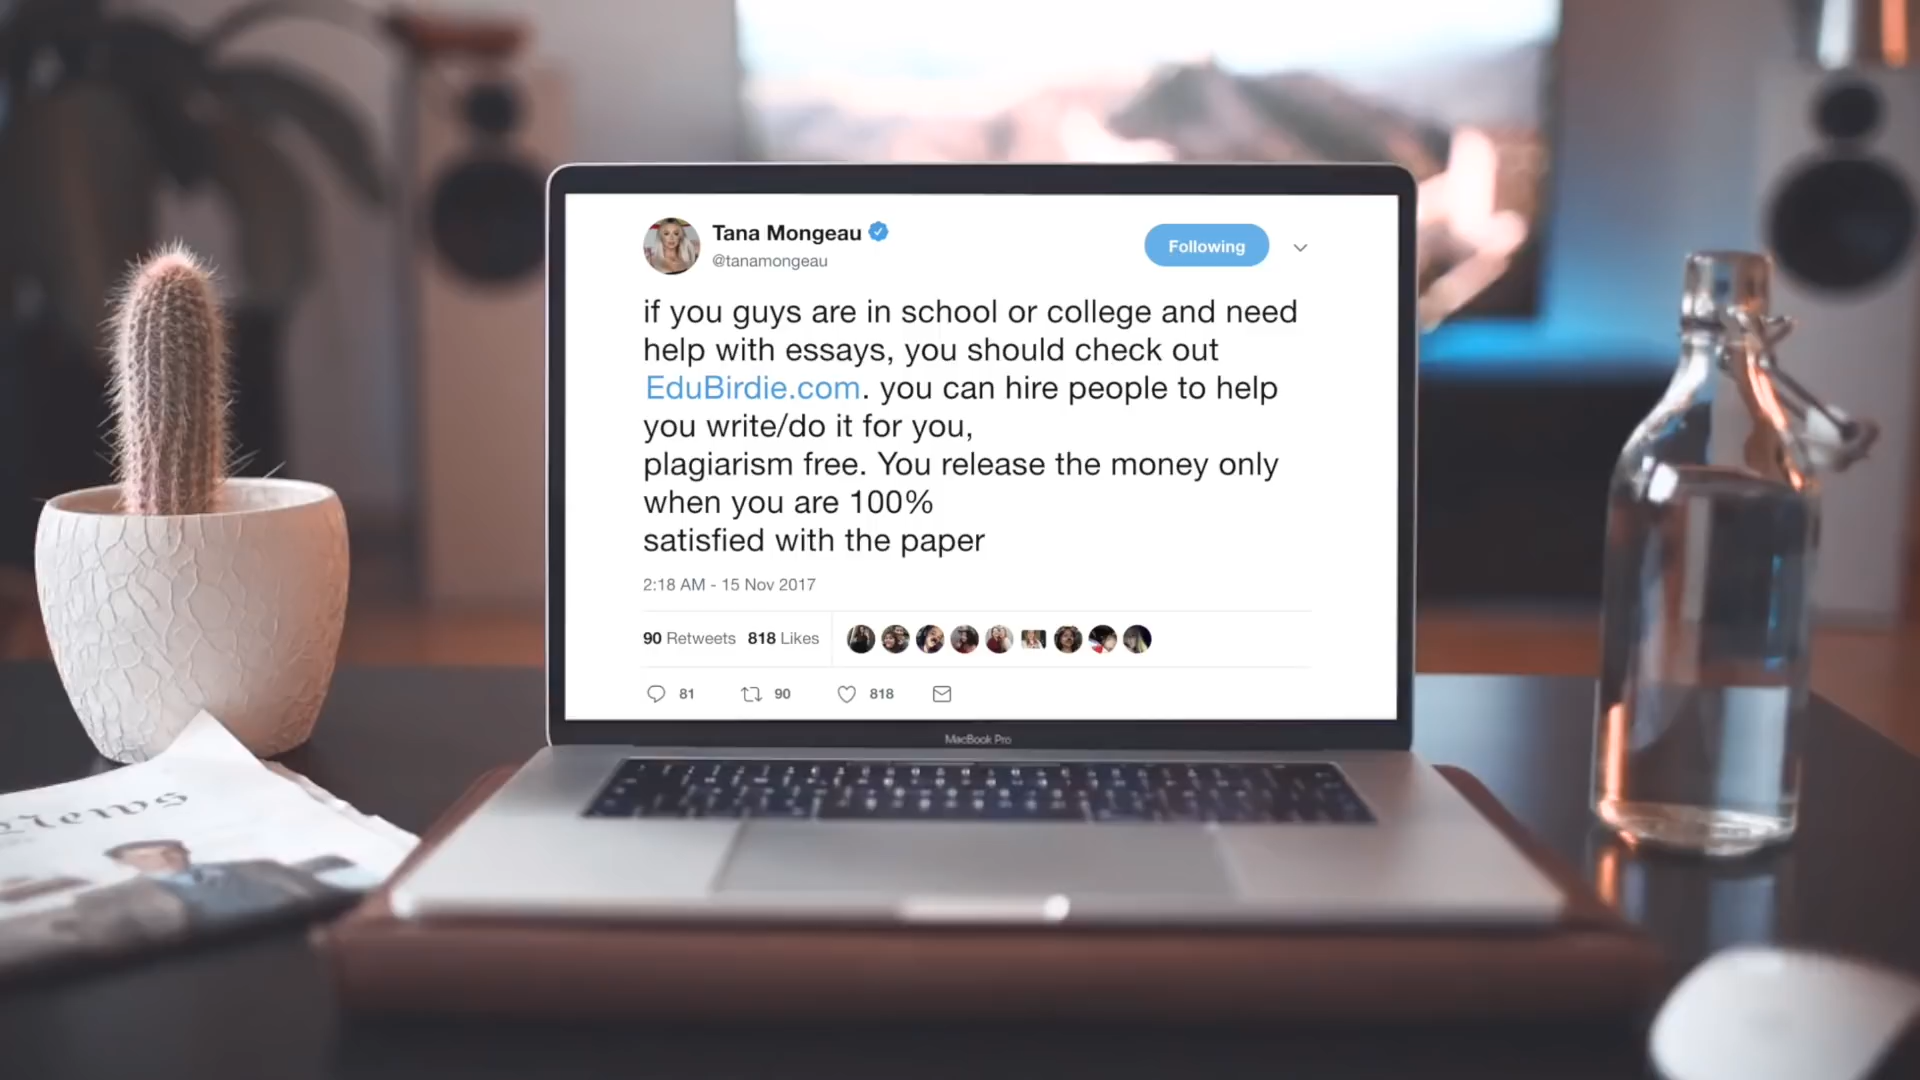 Tana Mongeau
@tanamongeau
Following
if you guys are in school or college and need
help with essays, you should check out
EduBirdie.com. you can hire people to help
you write/do it for you,
plagiarism free. You release the money only
when you are 100%
satisfied with the paper
2:18 AM - 15 Nov 2017
90 Retweets 818 Likes
81 90 818
MacBook Pro